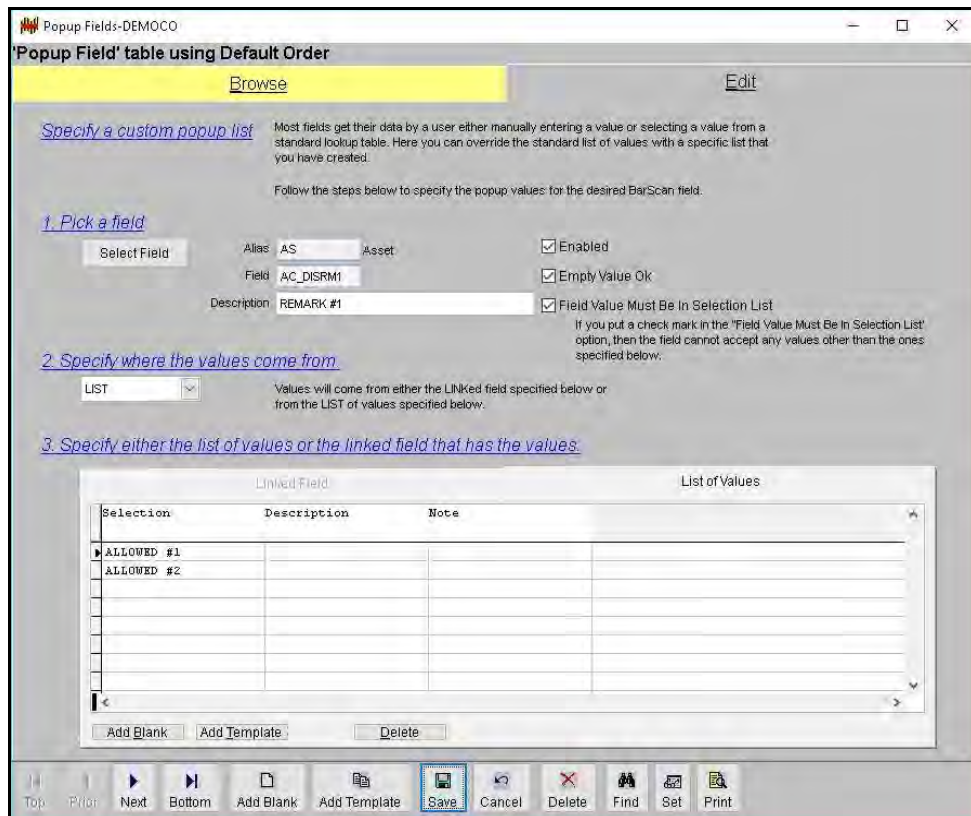 Popup Fields-DEMOCO
'Popup Field' table using Default Order
Browse
Edit
Specify a custom popup list
Most fields get their data by a user either manually entering a value or selecting a value from a
standard lookup table. Here you can override the standard list of values with a specific list that
you have created.
Follow the steps below to specify the popup values for the desired BarScan field.
1. Pick a field
Select Field
Alias AS Asset
Field AC_DISRM1
Description REMARK #1
Enabled
Empty Value Ok
Field Value Must Be In Selection List
If you put a check mark in the "Field Value Must Be In Selection List'
option, then the field cannot accept any values other than the ones
specified below.
2. Specify where the values come from
LIST
Values will come from either the LINKed field specified below or
from the LIST of values specified below.
3. Specify either the list of values or the linked field that has the values.
Linked Field
List of Values
Selection Description Note
ALLOWED #1
ALLOWED #2
Add Blank Add Template Delete
Top Prior Next Bottom Add Blank Add Template Save Cancel Delete Find Set Print